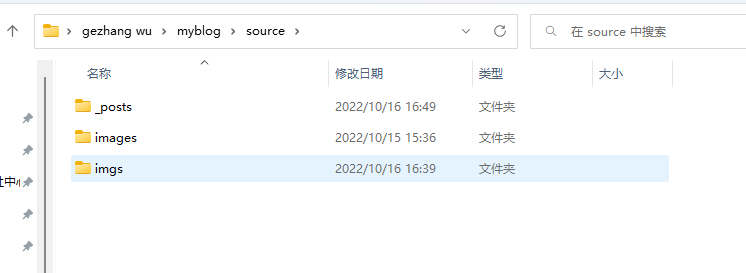 gezhang wu > myblog > source >
在 source 中搜索
名称 修改日期 类型 大小
_posts 2022/10/16 16:49 文件夹
images 2022/10/15 15:36 文件夹
imgs 2022/10/16 16:39 文件夹